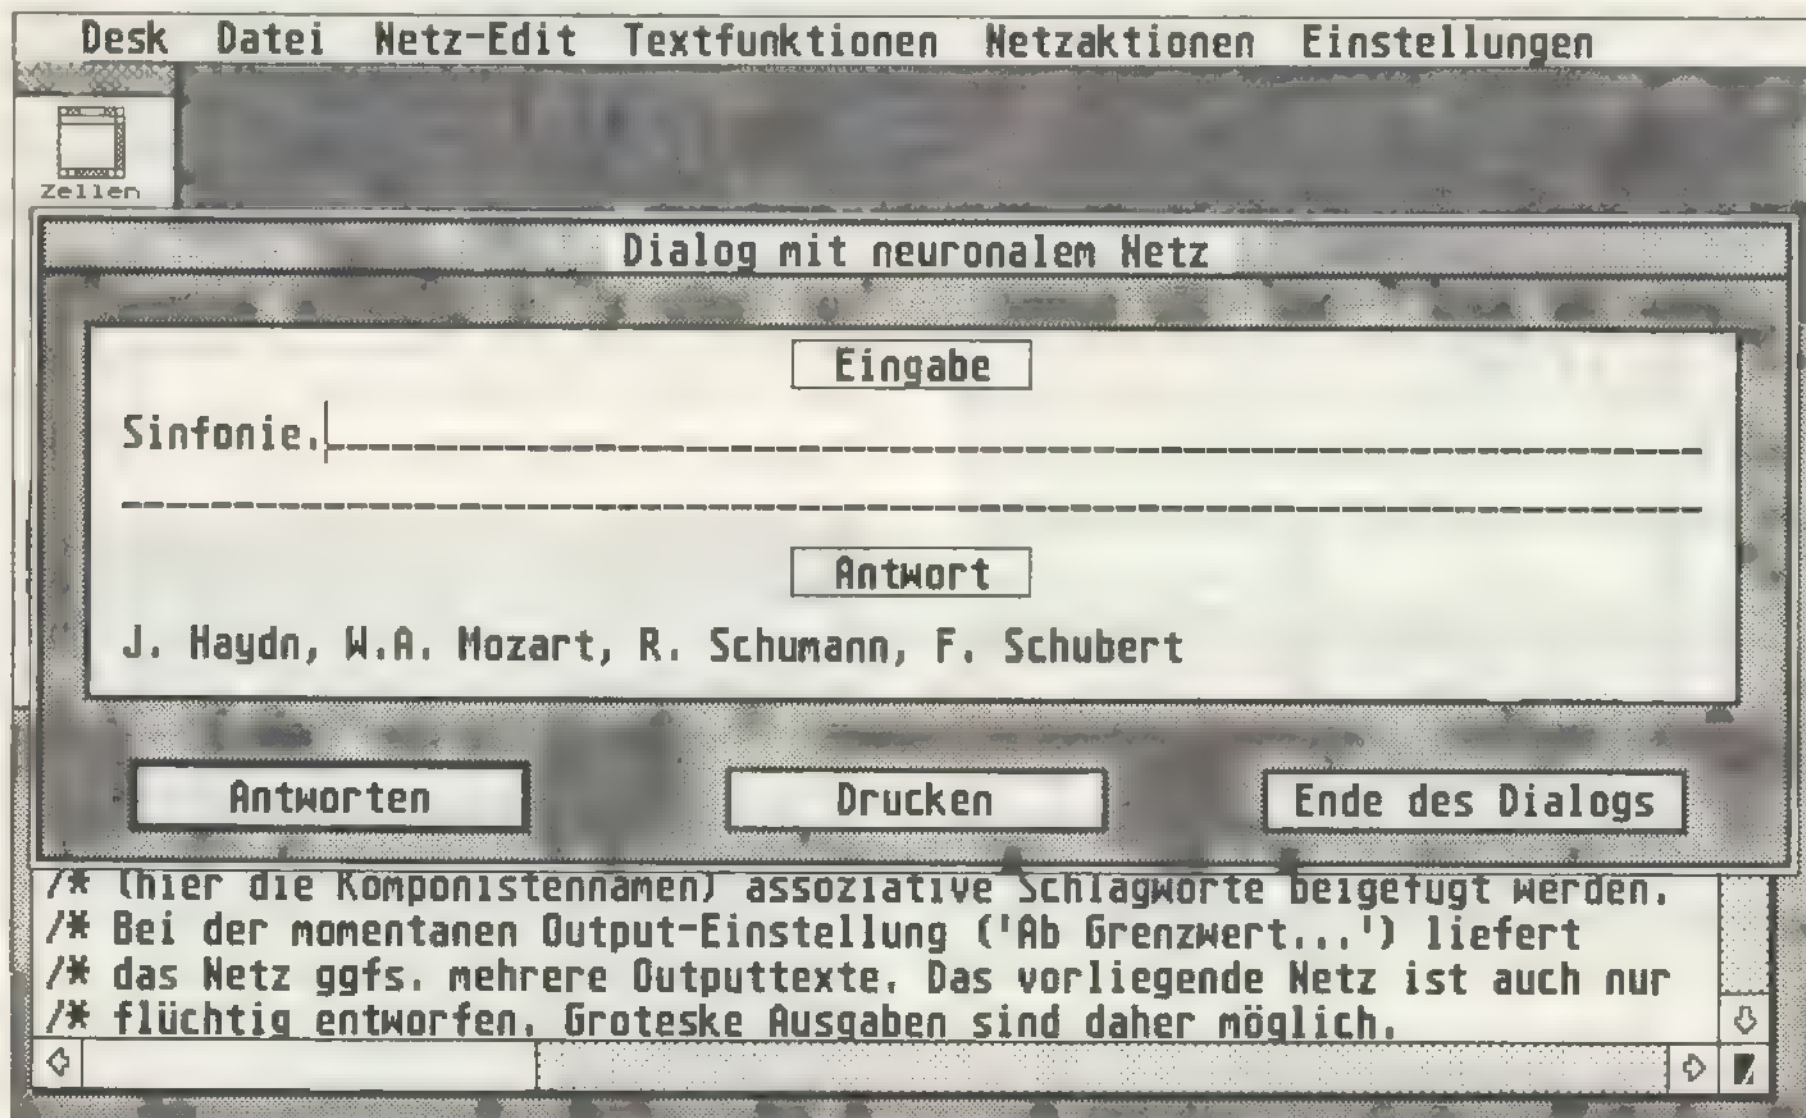 Desk Datei Netz-Edit Textfunktionen Netzaktionen Einstellungen
Zellen
Dialog mit neuronalem Netz
Eingabe
Sinfonie.
Antwort
J. Haydn, W.A. Mozart, R. Schumann, F. Schubert
Antworten Drucken Ende des Dialogs
/* (hier die Komponistennamen) assoziative Schlagworte beigefügt werden.
/* Bei der momentanen Output-Einstellung ('Ab Grenzwert...') liefert
/* das Netz ggfs. mehrere Outputtexte. Das vorliegende Netz ist auch nur
/* flüchtig entworfen. Groteske Ausgaben sind daher möglich.